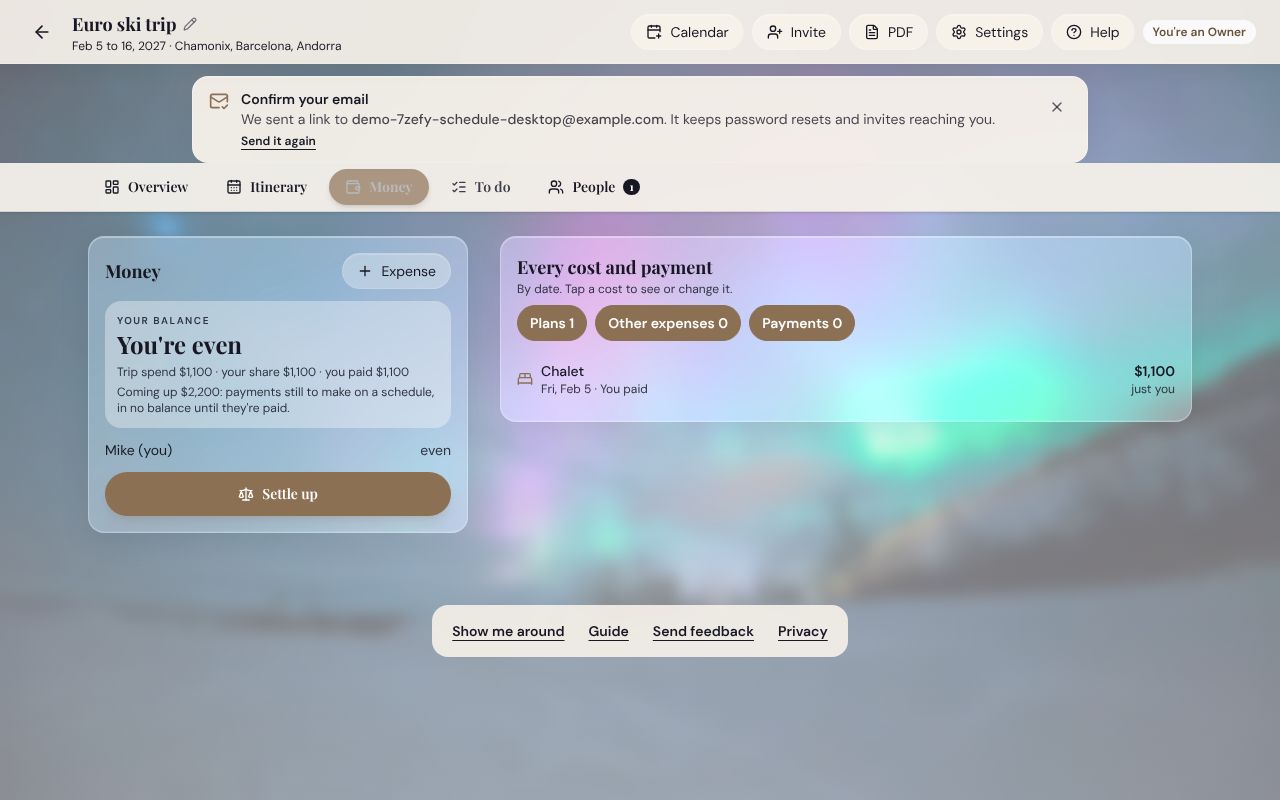 Euro ski trip
Feb 5 to 16, 2027 · Chamonix, Barcelona, Andorra
Calendar
Invite
PDF
Settings
Help
You're an Owner
Confirm your email
We sent a link to demo-7zefy-schedule-desktop@example.com. It keeps password resets and invites reaching you.
Send it again
Overview
Itinerary
Money
To do
People 1
Money
Expense
YOUR BALANCE
You're even
Trip spend $1,100 · your share $1,100 · you paid $1,100
Coming up $2,200: payments still to make on a schedule,
in no balance until they're paid.
Mike (you)
even
Settle up
Every cost and payment
By date. Tap a cost to see or change it.
Plans 1
Other expenses 0
Payments 0
Chalet
$1,100
Fri, Feb 5 · You paid
just you
Show me around
Guide
Send feedback
Privacy